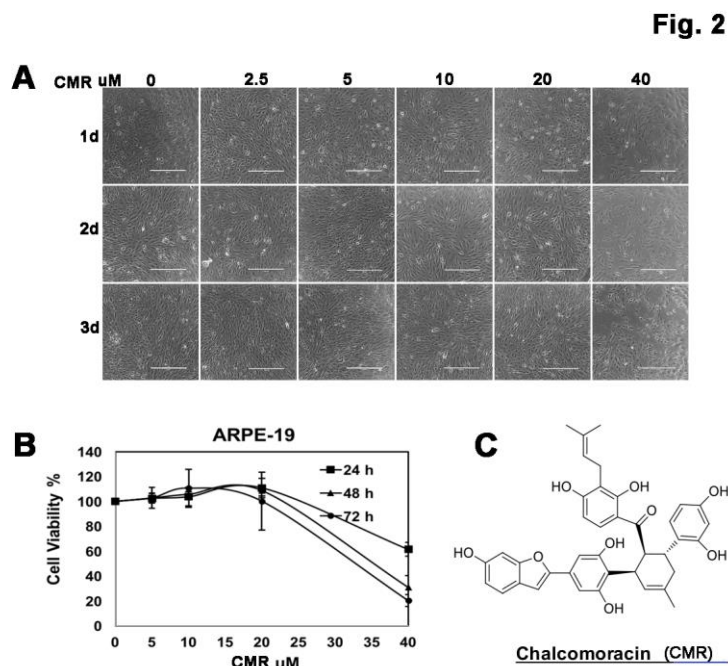 Fig. 2
A
CMR uM 0 2.5 5 10 20 40
1d
2d
3d
B
ARPE-19
Cell Viability %
140
120
100
80
60
40
20
0
24 h
48 h
72 h
0 5 10 15 20 25 30 35 40
CMR uM
C
HO
OH
O
OH
OH
HO
O
OH
OH
Chalcomoracin (CMR)